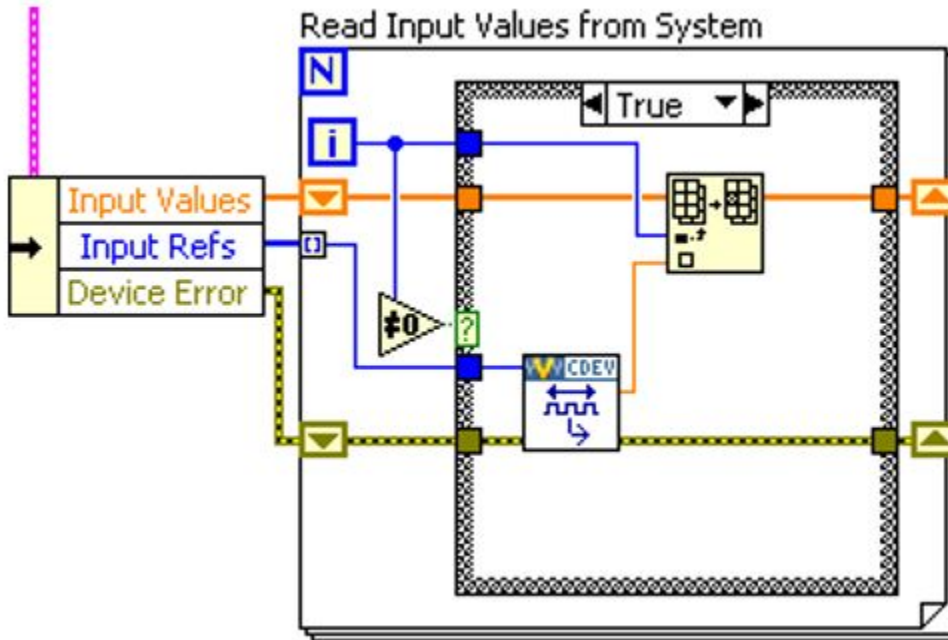 Read Input Values from System
N
True
i
Input Values
Input Refs
Device Error
≠0
?
CDEV